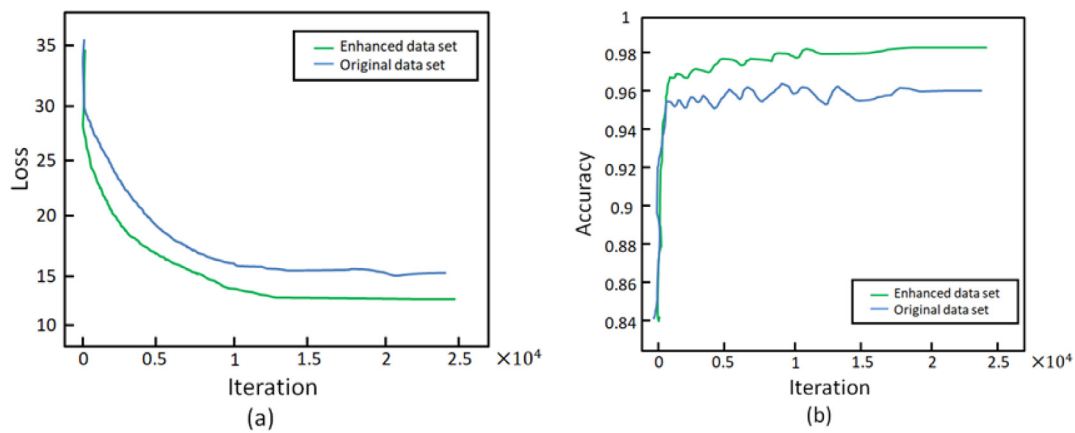 35
30
25
20
15
10
Loss
Enhanced data set
Original data set
0 0.5 1 1.5 2 2.5 ×10⁴
Iteration
(a)
1
0.98
0.96
0.94
0.92
0.9
0.88
0.86
0.84
Accuracy
Enhanced data set
Original data set
0 0.5 1 1.5 2 2.5 ×10⁴
Iteration
(b)